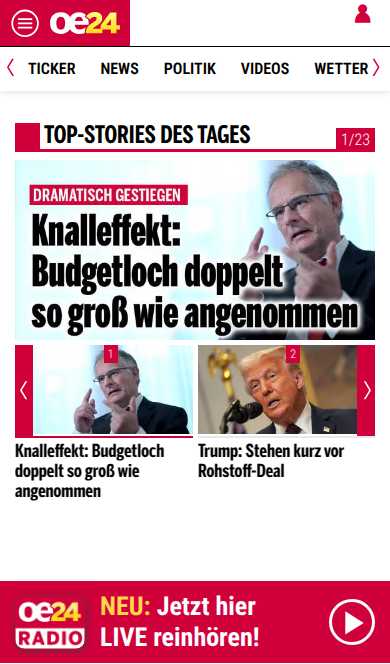 oe24
TICKER NEWS POLITIK VIDEOS WETTER
TOP-STORIES DES TAGES
1/23
DRAMATISCH GESTIEGEN
Knalleffekt:
Budgetloch doppelt
so groß wie angenommen
1
2
Knalleffekt: Budgetloch
doppelt so groß wie
angenommen
Trump: Stehen kurz vor
Rohstoff-Deal
oe24
RADIO
NEU: Jetzt hier
LIVE reinhören!